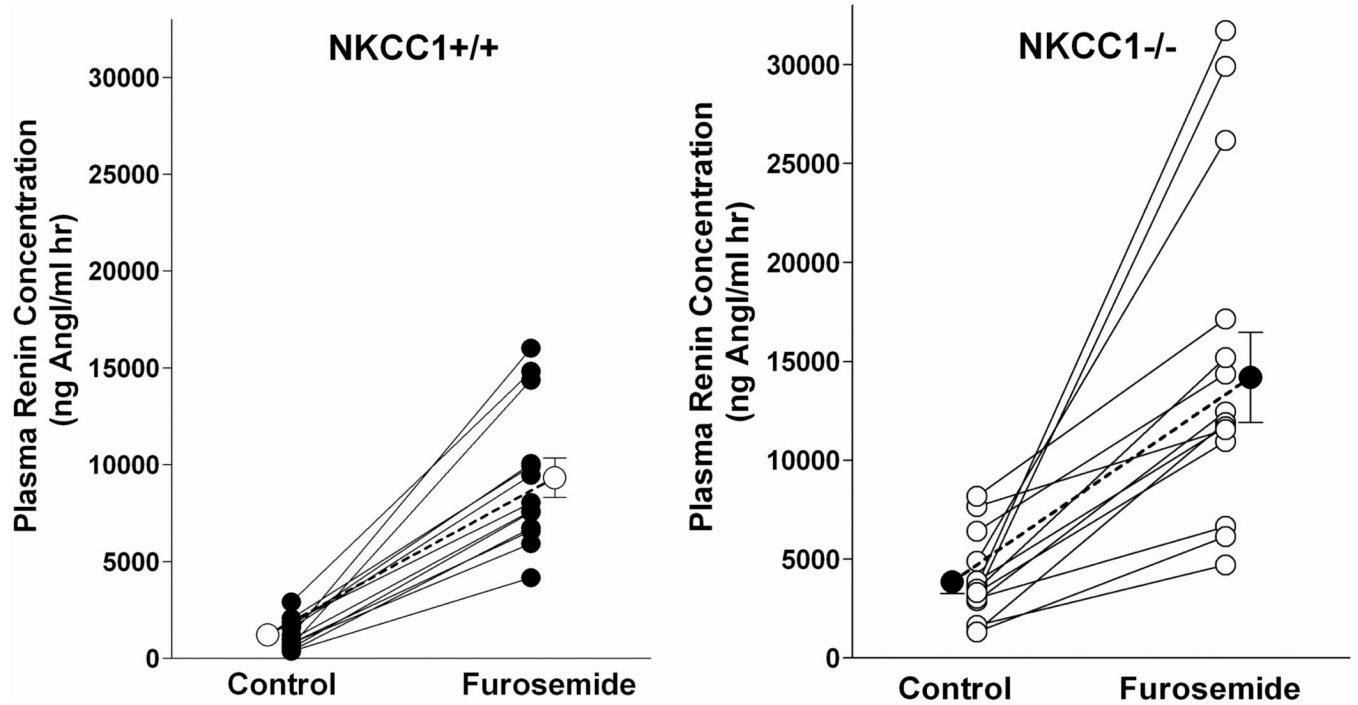 NKCC1+/+
Plasma Renin Concentration
(ng AngI/ml hr)
30000
25000
20000
15000
10000
5000
0
Control
Furosemide
NKCC1-/-
Plasma Renin Concentration
(ng AngI/ml hr)
30000
25000
20000
15000
10000
5000
0
Control
Furosemide